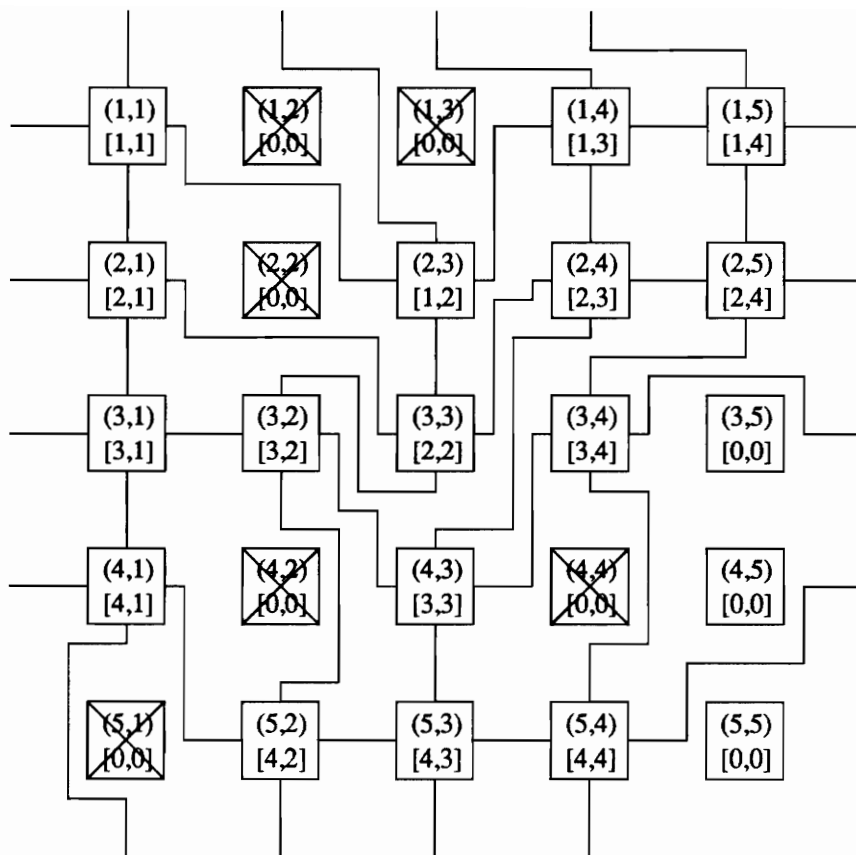 (1,1) (1,2) (1,3) (1,4) (1,5)
[1,1] [0,0] [0,0] [1,3] [1,4]
(2,1) (2,2) (2,3) (2,4) (2,5)
[2,1] [0,0] [1,2] [2,3] [2,4]
(3,1) (3,2) (3,3) (3,4) (3,5)
[3,1] [3,2] [2,2] [3,4] [0,0]
(4,1) (4,2) (4,3) (4,4) (4,5)
[4,1] [0,0] [3,3] [0,0] [0,0]
(5,1) (5,2) (5,3) (5,4) (5,5)
[0,0] [4,2] [4,3] [4,4] [0,0]